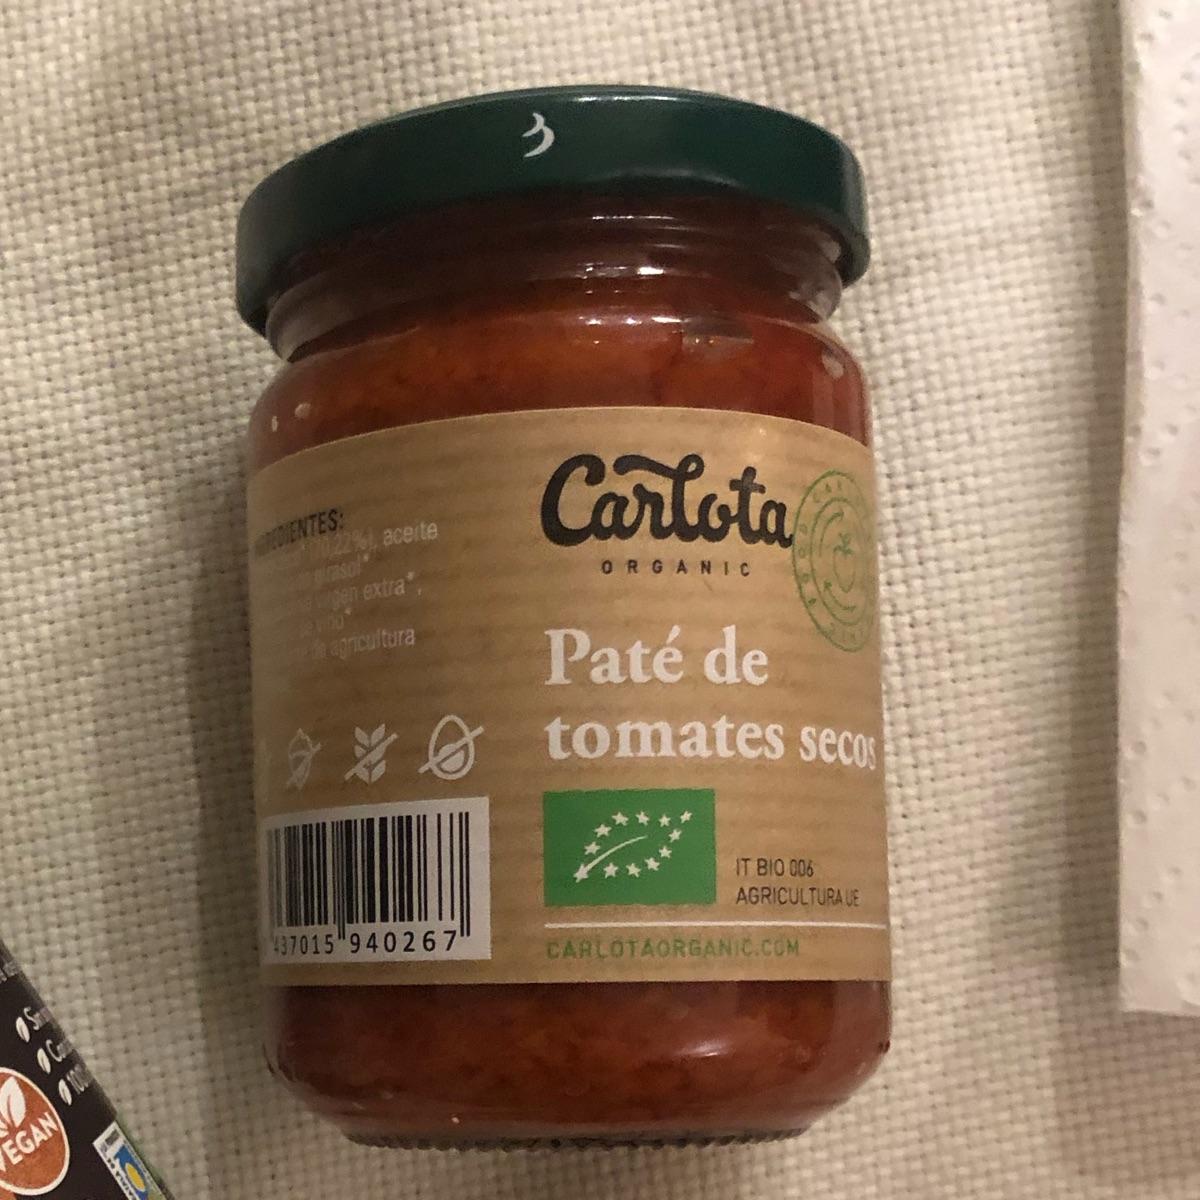 Carlota
ORGANIC
Paté de
tomates secos
IT BIO 006
AGRICULTURA UE
CARLOTAORGANIC.COM
aceite
girasol*
virgen extra*,
de vino*
de agricultura
437015 940267
VEGAN